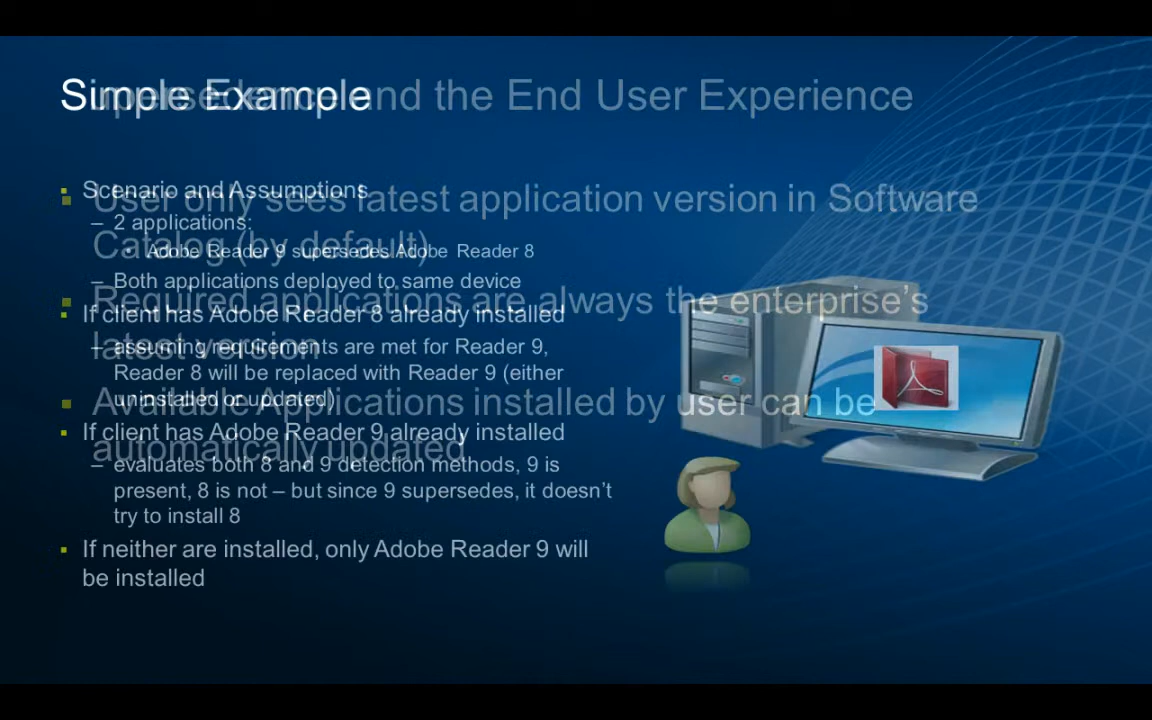 Simple Example
Supersedence and the End User Experience
Scenario and Assumptions
– 2 applications:
Adobe Reader 9 supersedes Adobe Reader 8
– Both applications deployed to same device
If client has Adobe Reader 8 already installed
– assuming requirements are met for Reader 9,
Reader 8 will be replaced with Reader 9 (either
uninstalled or updated)
If client has Adobe Reader 9 already installed
– evaluates both 8 and 9 detection methods, 9 is
present, 8 is not – but since 9 supersedes, it doesn’t
try to install 8
If neither are installed, only Adobe Reader 9 will
be installed
User only sees latest application version in Software
Catalog (by default)
Required applications are always the enterprise’s
latest version
Available Applications installed by user can be
automatically updated